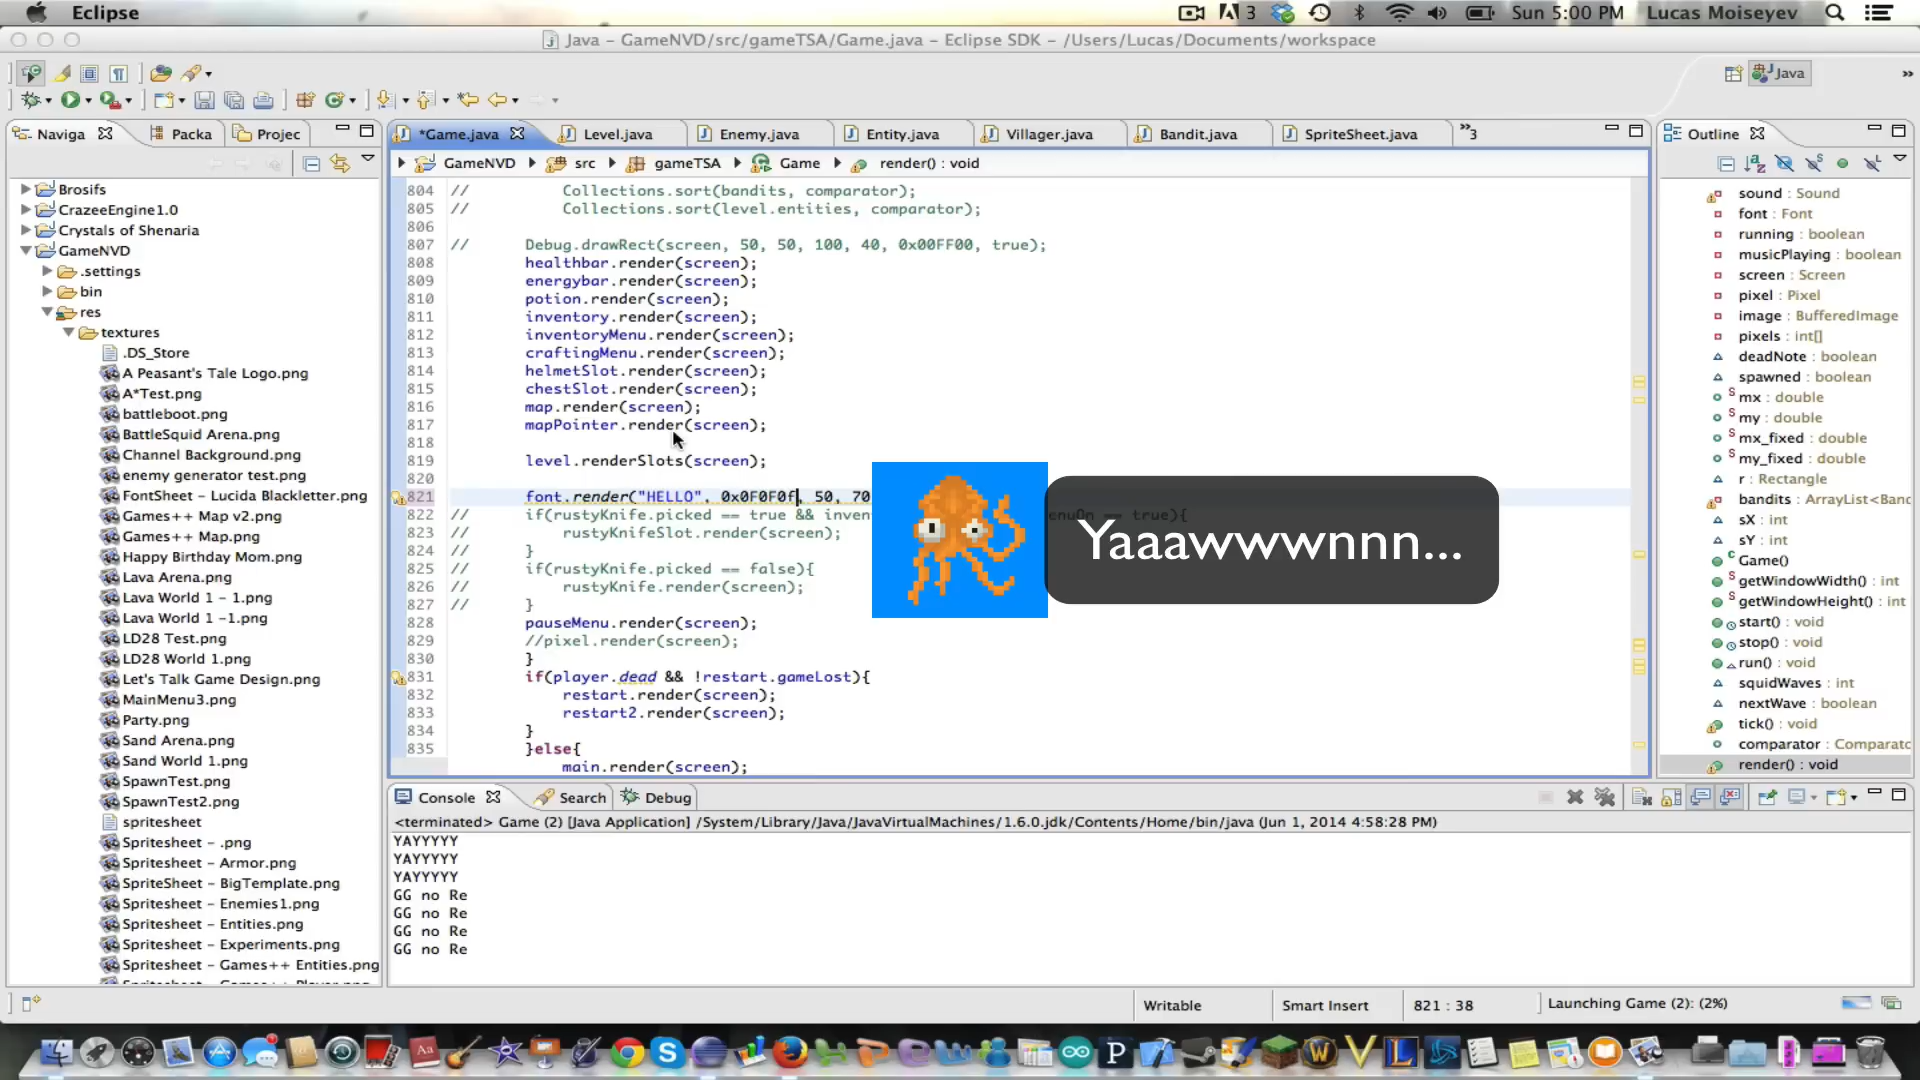 Eclipse
3
Sun 5:00 PM
Lucas Moiseyev
Java – GameNVD/src/gameTSA/Game.java – Eclipse SDK – /Users/Lucas/Documents/workspace
Java
Naviga
Packa
Projec
*Game.java
Level.java
Enemy.java
Entity.java
Villager.java
Bandit.java
SpriteSheet.java
3
Outline
GameNVD
src
gameTSA
Game
render() : void
Brosifs
CrazeeEngine1.0
Crystals of Shenaria
GameNVD
.settings
bin
res
textures
.DS_Store
A Peasant's Tale Logo.png
A*Test.png
battleboot.png
BattleSquid Arena.png
Channel Background.png
enemy generator test.png
FontSheet – Lucida Blackletter.png
Games++ Map v2.png
Games++ Map.png
Happy Birthday Mom.png
Lava Arena.png
Lava World 1 – 1.png
Lava World 1 –1.png
LD28 Test.png
LD28 World 1.png
Let's Talk Game Design.png
MainMenu3.png
Party.png
Sand Arena.png
Sand World 1.png
SpawnTest.png
SpawnTest2.png
spritesheet
Spritesheet – .png
Spritesheet – Armor.png
SpriteSheet – BigTemplate.png
Spritesheet – Enemies1.png
Spritesheet – Entities.png
Spritesheet – Experiments.png
Spritesheet – Games++ Entities.png
804 // Collections.sort(bandits, comparator);
805 // Collections.sort(level.entities, comparator);
806
807 // Debug.drawRect(screen, 50, 50, 100, 40, 0x00FF00, true);
808 healthbar.render(screen);
809 energybar.render(screen);
810 potion.render(screen);
811 inventory.render(screen);
812 inventoryMenu.render(screen);
813 craftingMenu.render(screen);
814 helmetSlot.render(screen);
815 chestSlot.render(screen);
816 map.render(screen);
817 mapPointer.render(screen);
818
819 level.renderSlots(screen);
820
821 font.render("HELLO", 0x0F0F0f, 50, 70
822 // if(rustyKnife.picked == true && inven enuOn == true){
823 // rustyKnifeSlot.render(screen);
824 // }
825 // if(rustyKnife.picked == false){
826 // rustyKnife.render(screen);
827 // }
828 pauseMenu.render(screen);
829 //pixel.render(screen);
830 }
831 if(player.dead && !restart.gameLost){
832 restart.render(screen);
833 restart2.render(screen);
834 }
835 }else{
main.render(screen);
Yaaawwwnnn...
sound : Sound
font : Font
running : boolean
musicPlaying : boolean
screen : Screen
pixel : Pixel
image : BufferedImage
pixels : int[]
deadNote : boolean
spawned : boolean
mx : double
my : double
mx_fixed : double
my_fixed : double
r : Rectangle
bandits : ArrayList<Band
sX : int
sY : int
Game()
getWindowWidth() : int
getWindowHeight() : int
start() : void
stop() : void
run() : void
squidWaves : int
nextWave : boolean
tick() : void
comparator : Comparatc
render() : void
Console
Search
Debug
<terminated> Game (2) [Java Application] /System/Library/Java/JavaVirtualMachines/1.6.0.jdk/Contents/Home/bin/java (Jun 1, 2014 4:58:28 PM)
YAYYYYY
YAYYYYY
YAYYYYY
GG no Re
GG no Re
GG no Re
GG no Re
Writable
Smart Insert
821 : 38
Launching Game (2): (2%)